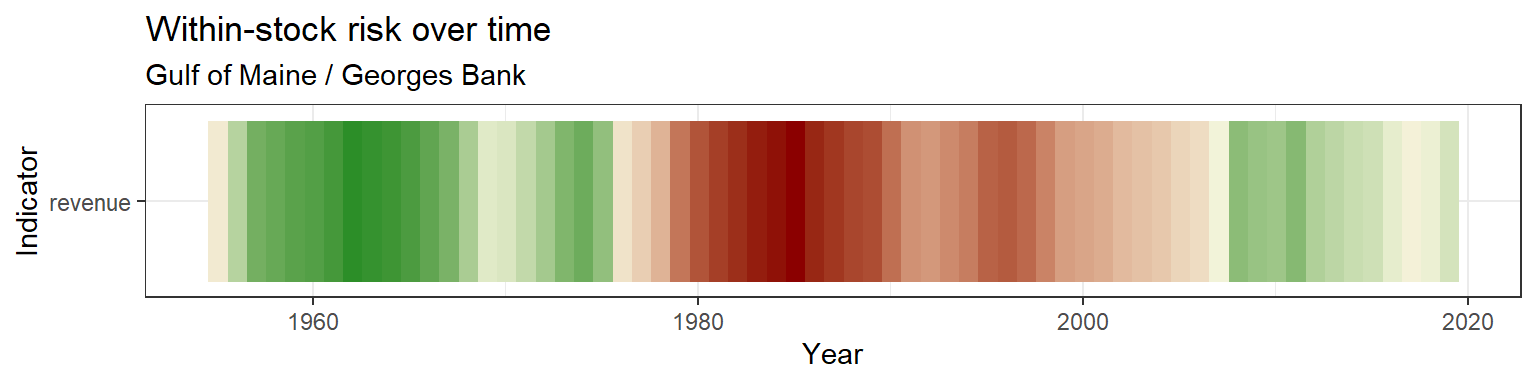 Within-stock risk over time
Gulf of Maine / Georges Bank
Indicator
revenue
1960 1980 2000 2020
Year